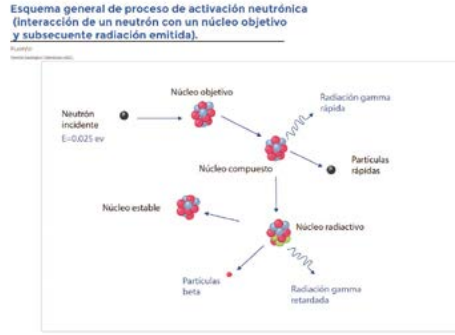 Esquema general de proceso de activación neutrónica
(interacción de un neutrón con un núcleo objetivo
y subsecuente radiación emitida).
Núcleo objetivo
Radiación gamma
rápida
Neutrón
incidente
E=0,025 ev
Partículas
rápidas
Núcleo compuesto
Núcleo estable
Núcleo radiactivo
Partículas
beta
Radiación gamma
retardada